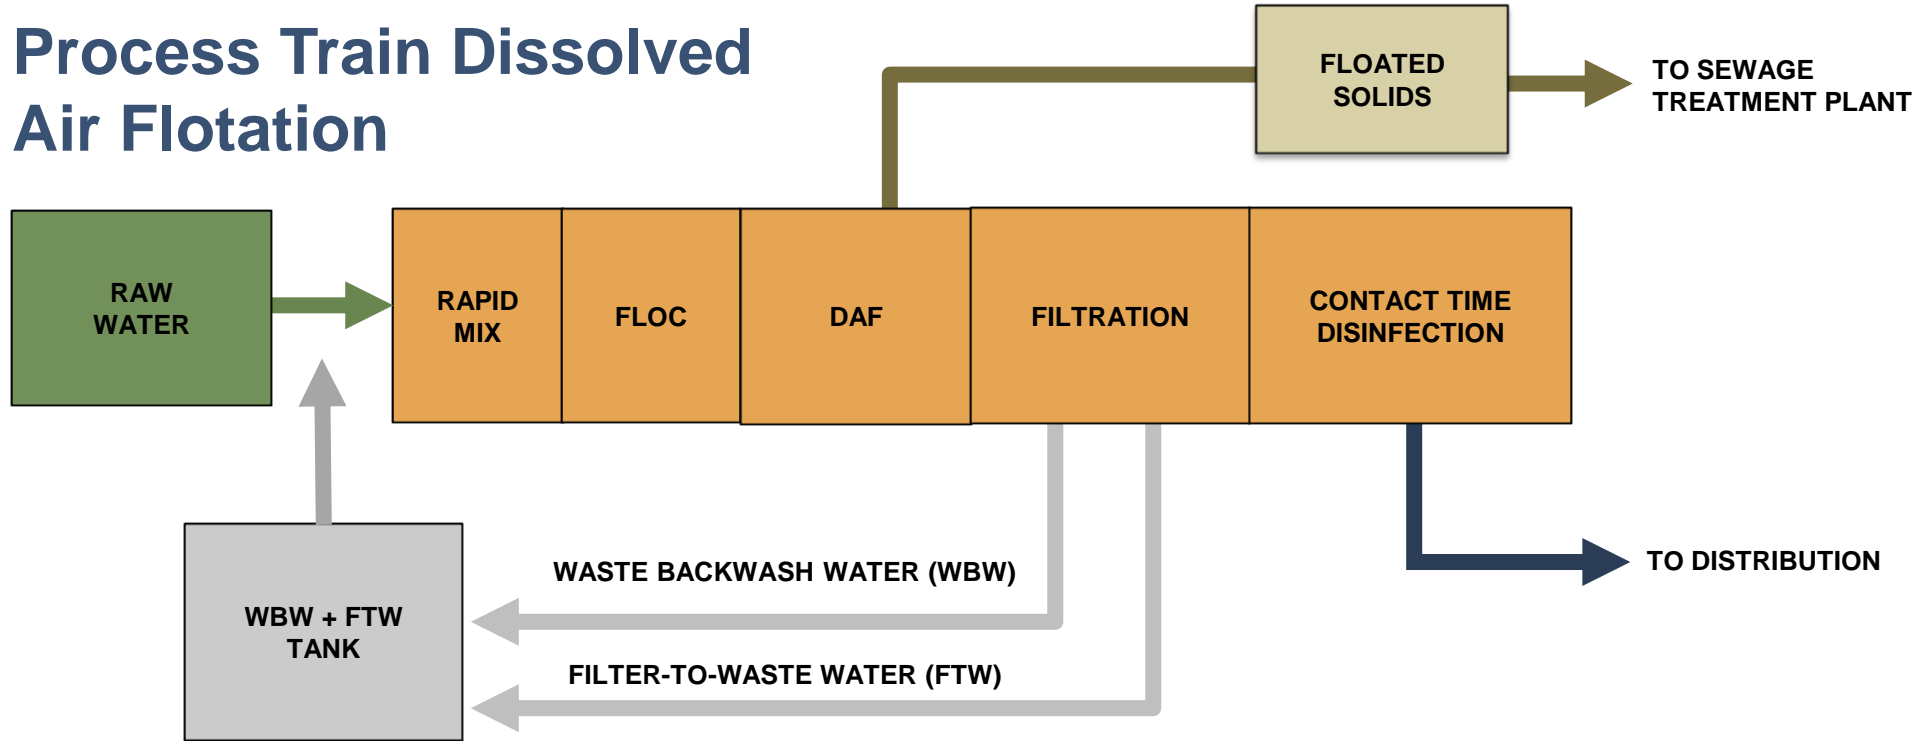 Process Train Dissolved
Air Flotation
FLOATED
SOLIDS
TO SEWAGE
TREATMENT PLANT
RAW
WATER
RAPID
MIX
FLOC
DAF
FILTRATION
CONTACT TIME
DISINFECTION
WASTE BACKWASH WATER (WBW)
TO DISTRIBUTION
WBW + FTW
TANK
FILTER-TO-WASTE WATER (FTW)